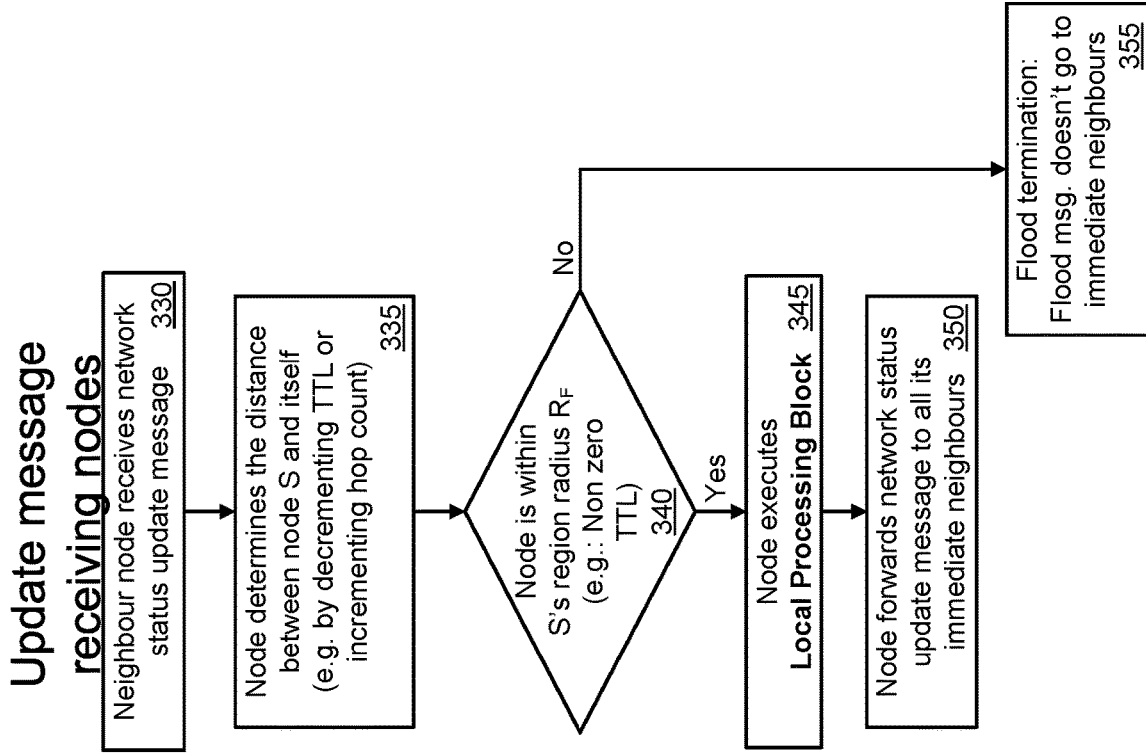 Update message
receiving nodes
Neighbour node receives network
status update message 330
Node determines the distance
between node S and itself
(e.g. by decrementing TTL or
incrementing hop count)
335
Node is within
S's region radius RF
(e.g.: Non zero
TTL)
340
No
Yes
Node executes
Local Processing Block 345
Node forwards network status
update message to all its
immediate neighbours 350
Flood termination:
Flood msg. doesn't go to
immediate neighbours
355